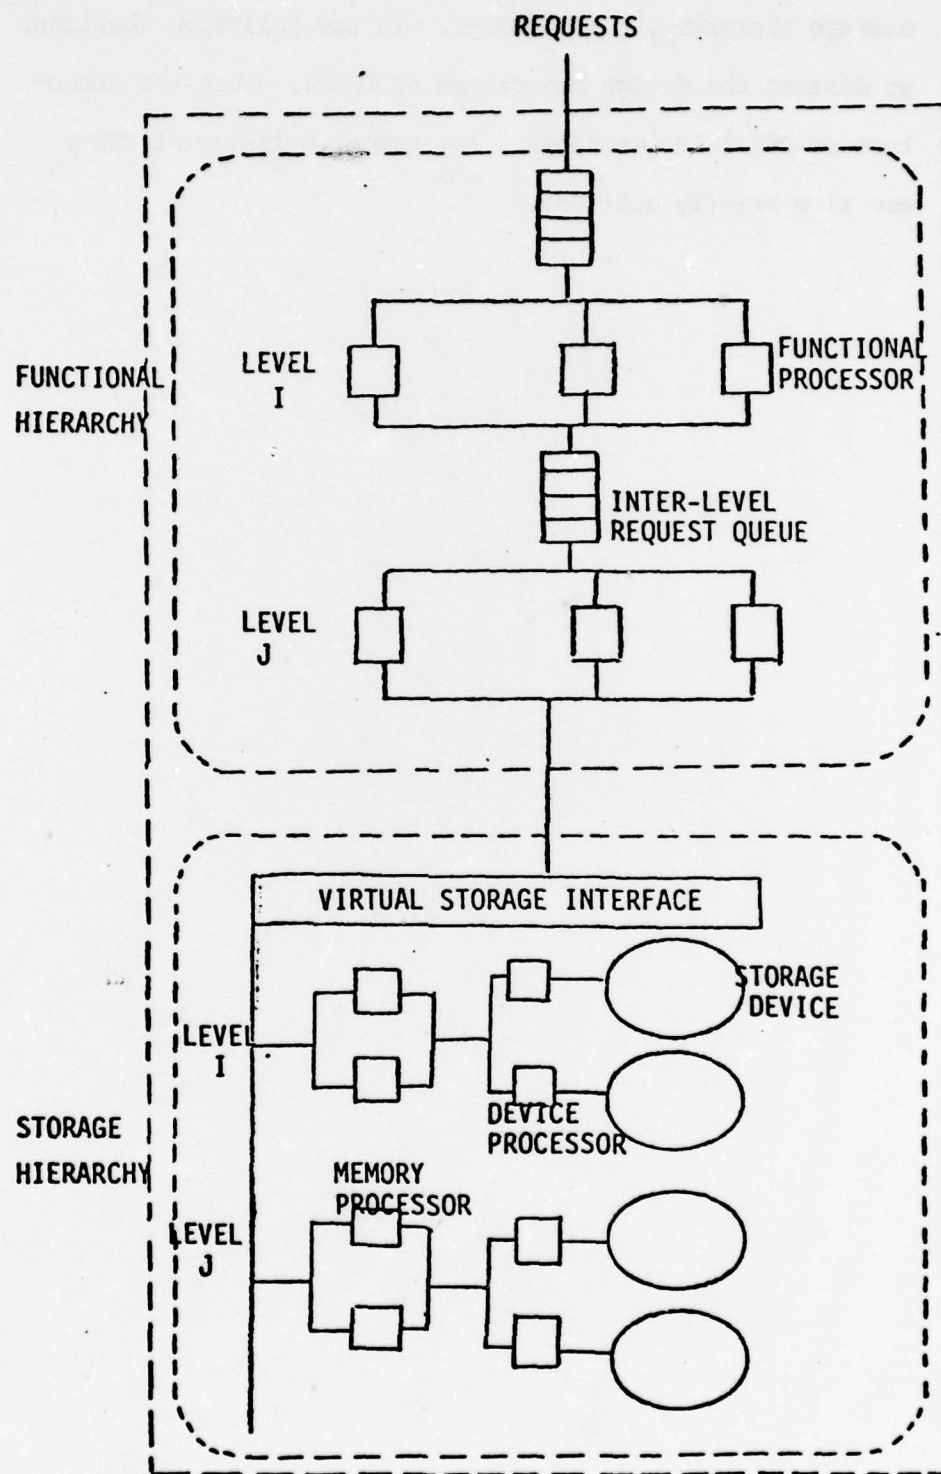 REQUESTS
FUNCTIONAL
HIERARCHY
LEVEL
I
FUNCTIONAL
PROCESSOR
INTER-LEVEL
REQUEST QUEUE
LEVEL
J
VIRTUAL STORAGE INTERFACE
STORAGE
DEVICE
LEVEL
I
DEVICE
PROCESSOR
STORAGE
HIERARCHY
MEMORY
PROCESSOR
LEVEL
J